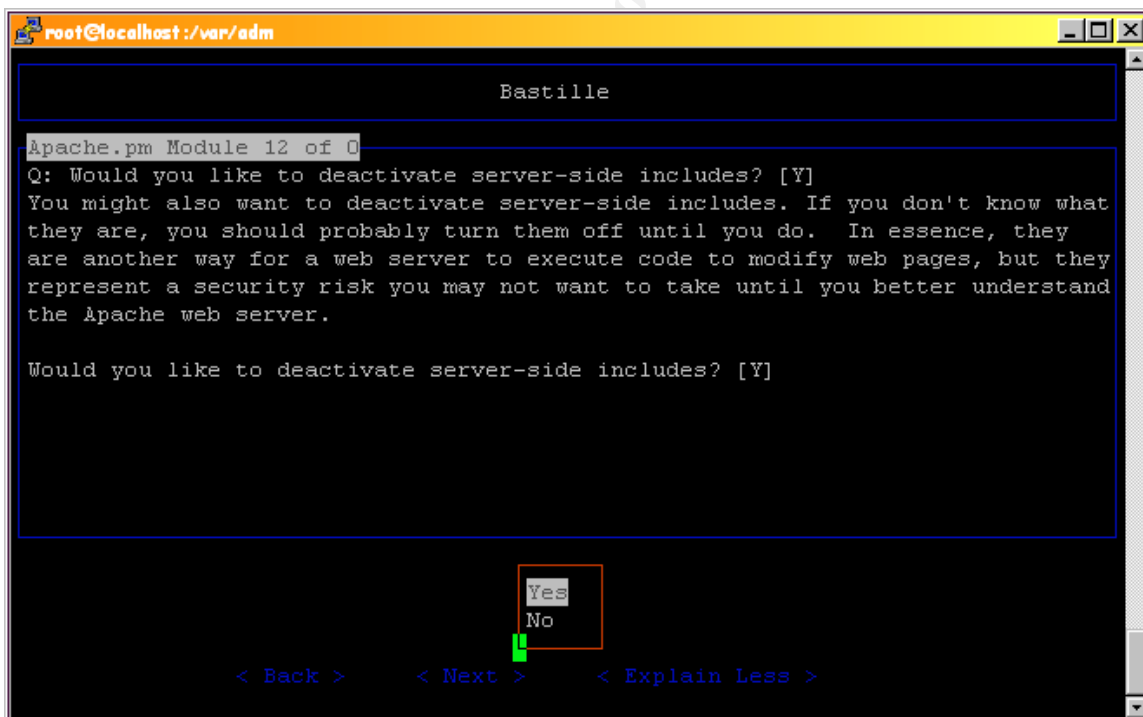 root@localhost:/var/adm
Bastille
Apache.pm Module 12 of 0
Q: Would you like to deactivate server-side includes? [Y]
You might also want to deactivate server-side includes. If you don't know what
they are, you should probably turn them off until you do.  In essence, they
are another way for a web server to execute code to modify web pages, but they
represent a security risk you may not want to take until you better understand
the Apache web server.
Would you like to deactivate server-side includes? [Y]
Yes
No
< Back > < Next > < Explain Less >